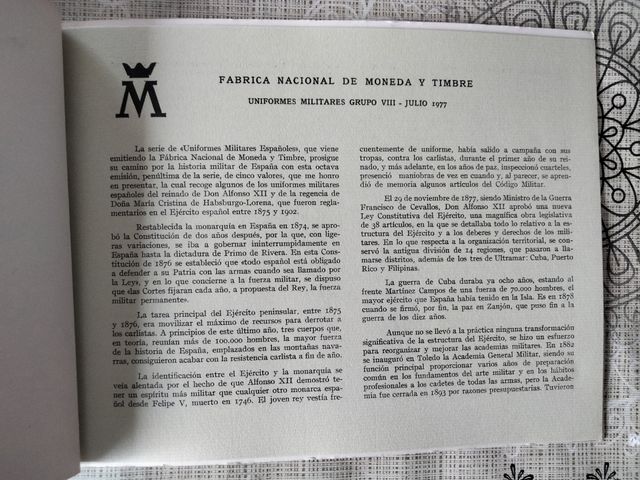 M
FABRICA NACIONAL DE MONEDA Y TIMBRE
UNIFORMES MILITARES GRUPO VIII - JULIO 1977
La serie de «Uniformes Militares Españoles», que viene
emitiendo la Fábrica Nacional de Moneda y Timbre, prosigue
su camino por la historia militar de España con esta octava
emisión, penúltima de la serie, de cinco valores, que me honro
en presentar, la cual recoge algunos de los uniformes militares
españoles del reinado de Don Alfonso XII y de la regencia de
Doña María Cristina de Habsburgo-Lorena, que fueron regla-
mentarios en el Ejército español entre 1875 y 1902.
Restablecida la monarquía en España en 1874, se apro-
bó la Constitución de dos años después, por la que, con lige-
ras variaciones, se iba a gobernar ininterrumpidamente en
España hasta la dictadura de Primo de Rivera. En esta Consti-
tución de 1876 se establecía que «todo español está obligado
a defender a su Patria con las armas cuando sea llamado por
la Ley», y en lo que concierne a la fuerza militar, se dispuso
que «las Cortes fijaran cada año, a propuesta del Rey, la fuerza
militar permanente».
La tarea principal del Ejército peninsular, entre 1875
y 1876, era movilizar el máximo de recursos para derrotar a
los carlistas. A principios de este último año, tres cuerpos que,
en teoría, reunían más de 100.000 hombres, la mayor fuerza
de la historia de España, emplazados en las montañas nava-
rras, consiguieron acabar con la resistencia carlista a fin de año.
La identificación entre el Ejército y la monarquía se
veía alentada por el hecho de que Alfonso XII demostró te-
ner un espíritu más militar que cualquier otro monarca espa-
ñol desde Felipe V, muerto en 1746. El joven rey vestía fre-
cuentemente de uniforme, había salido a campaña con sus
tropas, contra los carlistas, durante el primer año de su rei-
nado, y más adelante, en los años de paz, inspeccionó cuarteles,
presenció maniobras de vez en cuando y, al parecer, se apren-
dió de memoria algunos artículos del Código Militar.
El 29 de noviembre de 1877, siendo Ministro de la Guerra
Francisco de Cevallos, Don Alfonso XII aprobó una nueva
Ley Constitutiva del Ejército, una magnífica obra legislativa
de 38 artículos, en la que se detallaba todo lo relativo a la es-
tructura del Ejército y a los deberes y derechos de los mili-
tares. En lo que respecta a la organización territorial, se con-
servó la antigua división de 14 regiones, que pasaron a lla-
marse distritos, además de los tres de Ultramar: Cuba, Puerto
Rico y Filipinas.
La guerra de Cuba duraba ya ocho años, estando al
frente Martínez Campos de una fuerza de 70.000 hombres, el
mayor ejército que España había tenido en la Isla. Es en 1878
cuando se firmó, por fin, la paz en Zanjón, que puso fin a la
guerra de los diez años.
Aunque no se llevó a la práctica ninguna transformación
significativa de la estructura del Ejército, se hizo un esfuerzo
para reorganizar y mejorar las academias militares. En 1882
se inauguró en Toledo la Academia General Militar, siendo su
función principal proporcionar varios años de preparación
común en los fundamentos del arte militar y en los hábitos
profesionales a los cadetes de todas las armas, pero la Acade-
mia fue cerrada en 1893 por razones presupuestarias. Tuvieron